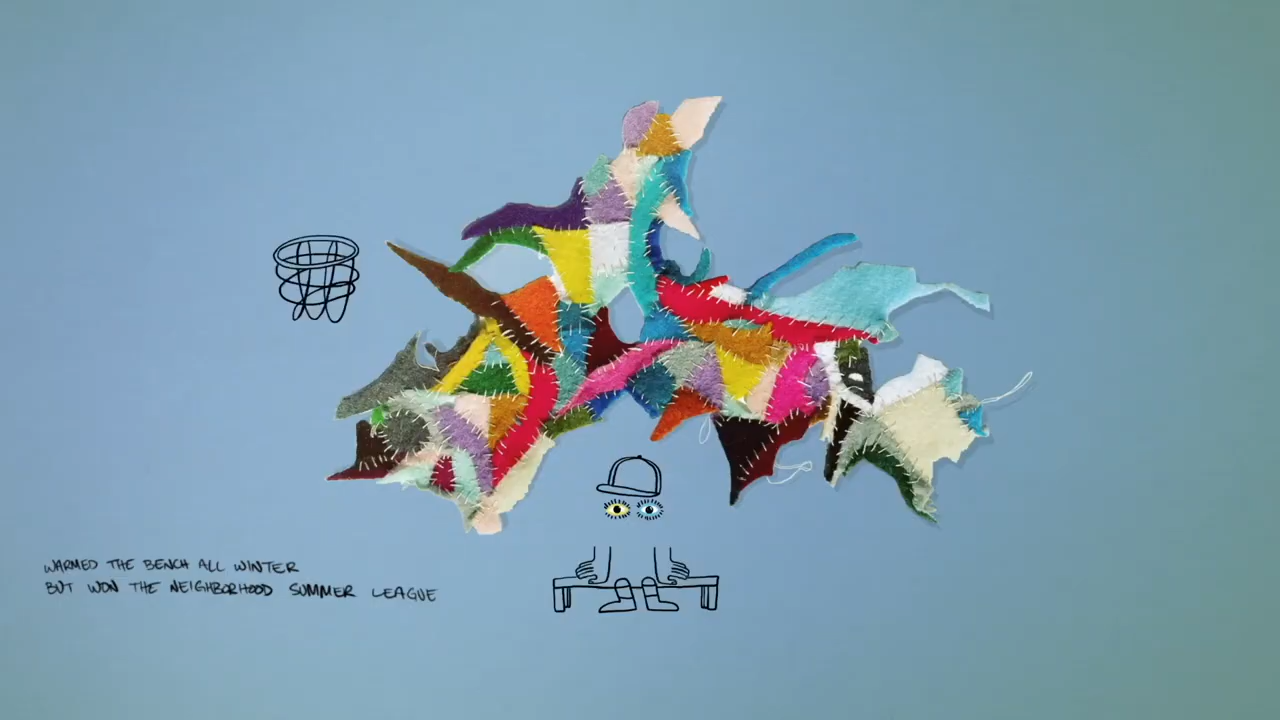 WARMED THE BENCH ALL WINTER
BUT WON THE NEIGHBORHOOD SUMMER LEAGUE